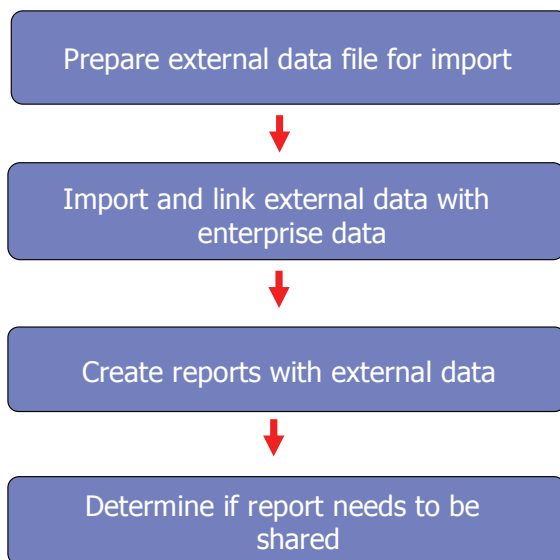 Prepare external data file for import
Import and link external data with
enterprise data
Create reports with external data
Determine if report needs to be
shared